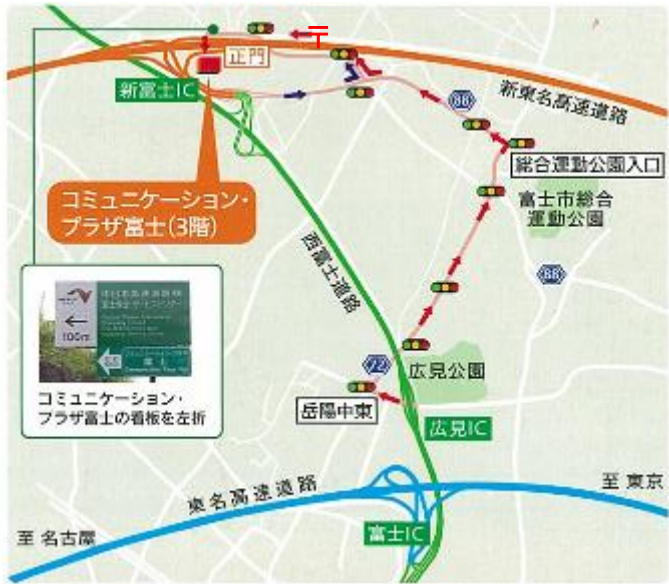 正門
新富士IC
88
新東名高速道路
総合運動公園入口
コミュニケーション・
プラザ富士(3階)
富士市総合
運動公園
西富士道路
88
100m
コミュニケーション・
プラザ富士の看板を左折
72
広見公園
岳陽中東
広見IC
東名高速道路
至 東京
至 名古屋
富士IC